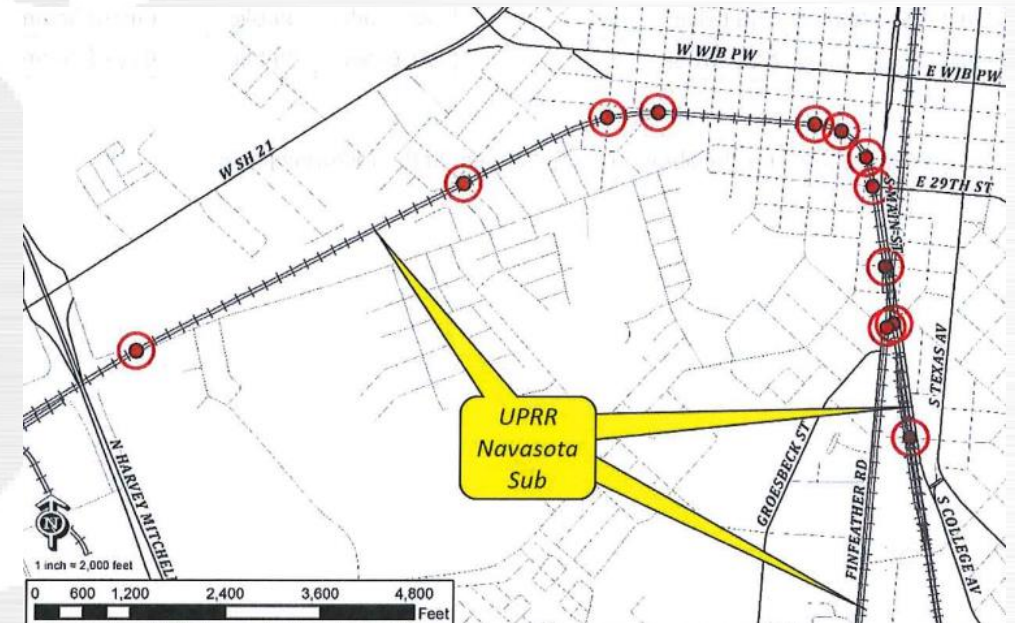 W WJB PW
E WJB PW
W SH 21
E 29TH ST
S MAIN ST
S TEXAS AV
UPRR
Navasota
Sub
GROESBECK ST
FINFEATHER RD
S COLLEGE AV
N HARVEY MITCHELL
N
1 inch = 2,000 feet
0 600 1,200 2,400 3,600 4,800
Feet